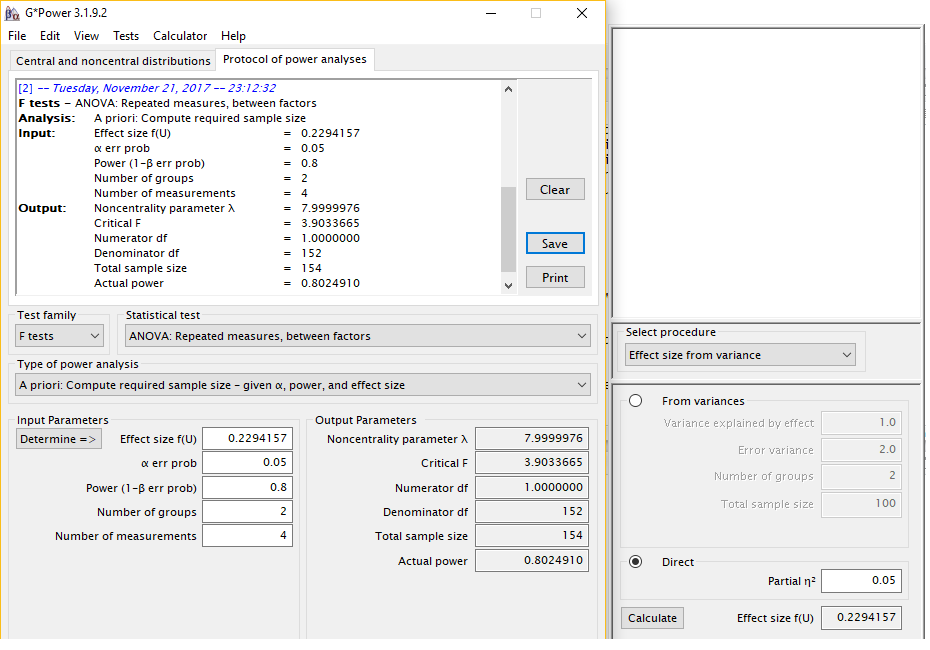 G*Power 3.1.9.2
File Edit View Tests Calculator Help
Central and noncentral distributions Protocol of power analyses
[2] -- Tuesday, November 21, 2017 -- 23:12:32
F tests - ANOVA: Repeated measures, between factors
Analysis: A priori: Compute required sample size
Input: Effect size f(U) = 0.2294157
α err prob = 0.05
Power (1-β err prob) = 0.8
Number of groups = 2
Number of measurements = 4
Output: Noncentrality parameter λ = 7.9999976
Critical F = 3.9033665
Numerator df = 1.0000000
Denominator df = 152
Total sample size = 154
Actual power = 0.8024910
Clear
Save
Print
Test family
F tests
Statistical test
ANOVA: Repeated measures, between factors
Type of power analysis
A priori: Compute required sample size - given α, power, and effect size
Input Parameters
Determine => Effect size f(U) 0.2294157
α err prob 0.05
Power (1-β err prob) 0.8
Number of groups 2
Number of measurements 4
Output Parameters
Noncentrality parameter λ 7.9999976
Critical F 3.9033665
Numerator df 1.0000000
Denominator df 152
Total sample size 154
Actual power 0.8024910
Select procedure
Effect size from variance
From variances
Variance explained by effect 1.0
Error variance 2.0
Number of groups 2
Total sample size 100
Direct
Partial η² 0.05
Calculate Effect size f(U) 0.2294157